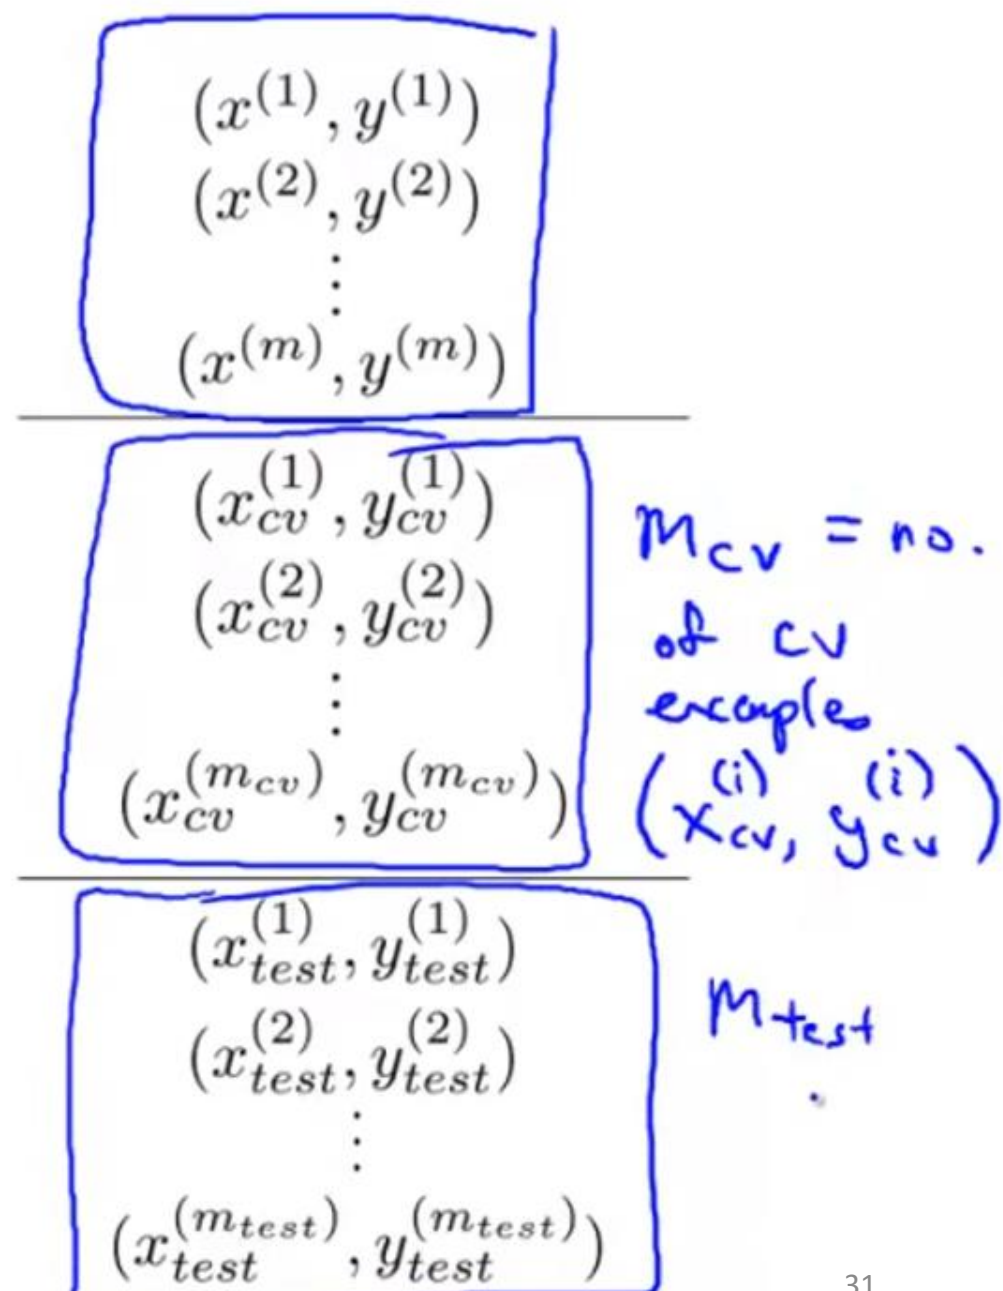 (x^(1), y^(1))
(x^(2), y^(2))
⋮
(x^(m), y^(m))
(x_cv^(1), y_cv^(1))
(x_cv^(2), y_cv^(2))
⋮
(x_cv^(m_cv), y_cv^(m_cv))
M_cv = no.
of cv
examples
(x_cv^(i), y_cv^(i))
(x_test^(1), y_test^(1))
(x_test^(2), y_test^(2))
⋮
(x_test^(m_test), y_test^(m_test))
M_test
31